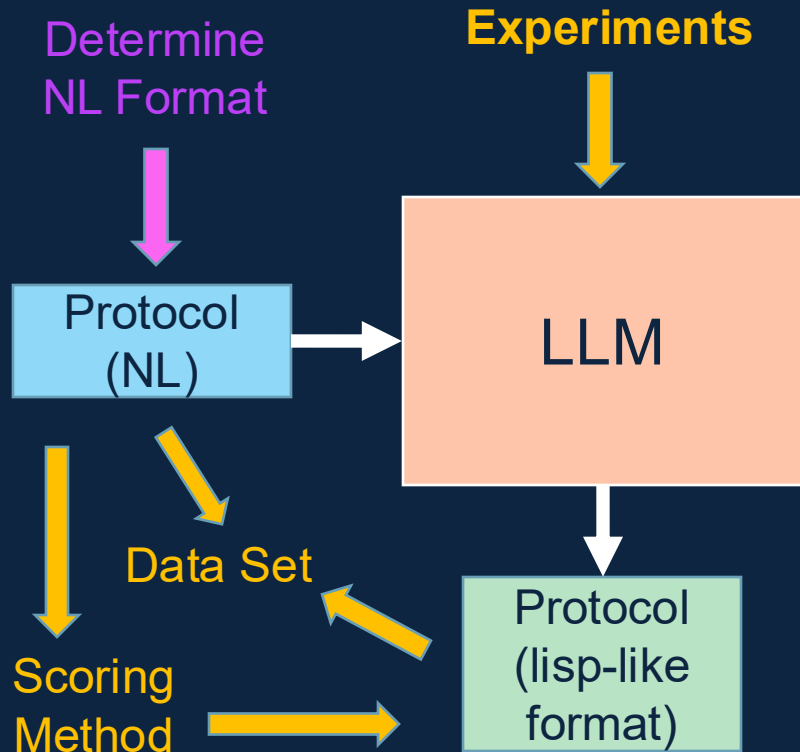 Determine
NL Format
Experiments
Protocol
(NL)
LLM
Data Set
Protocol
(lisp-like
format)
Scoring
Method